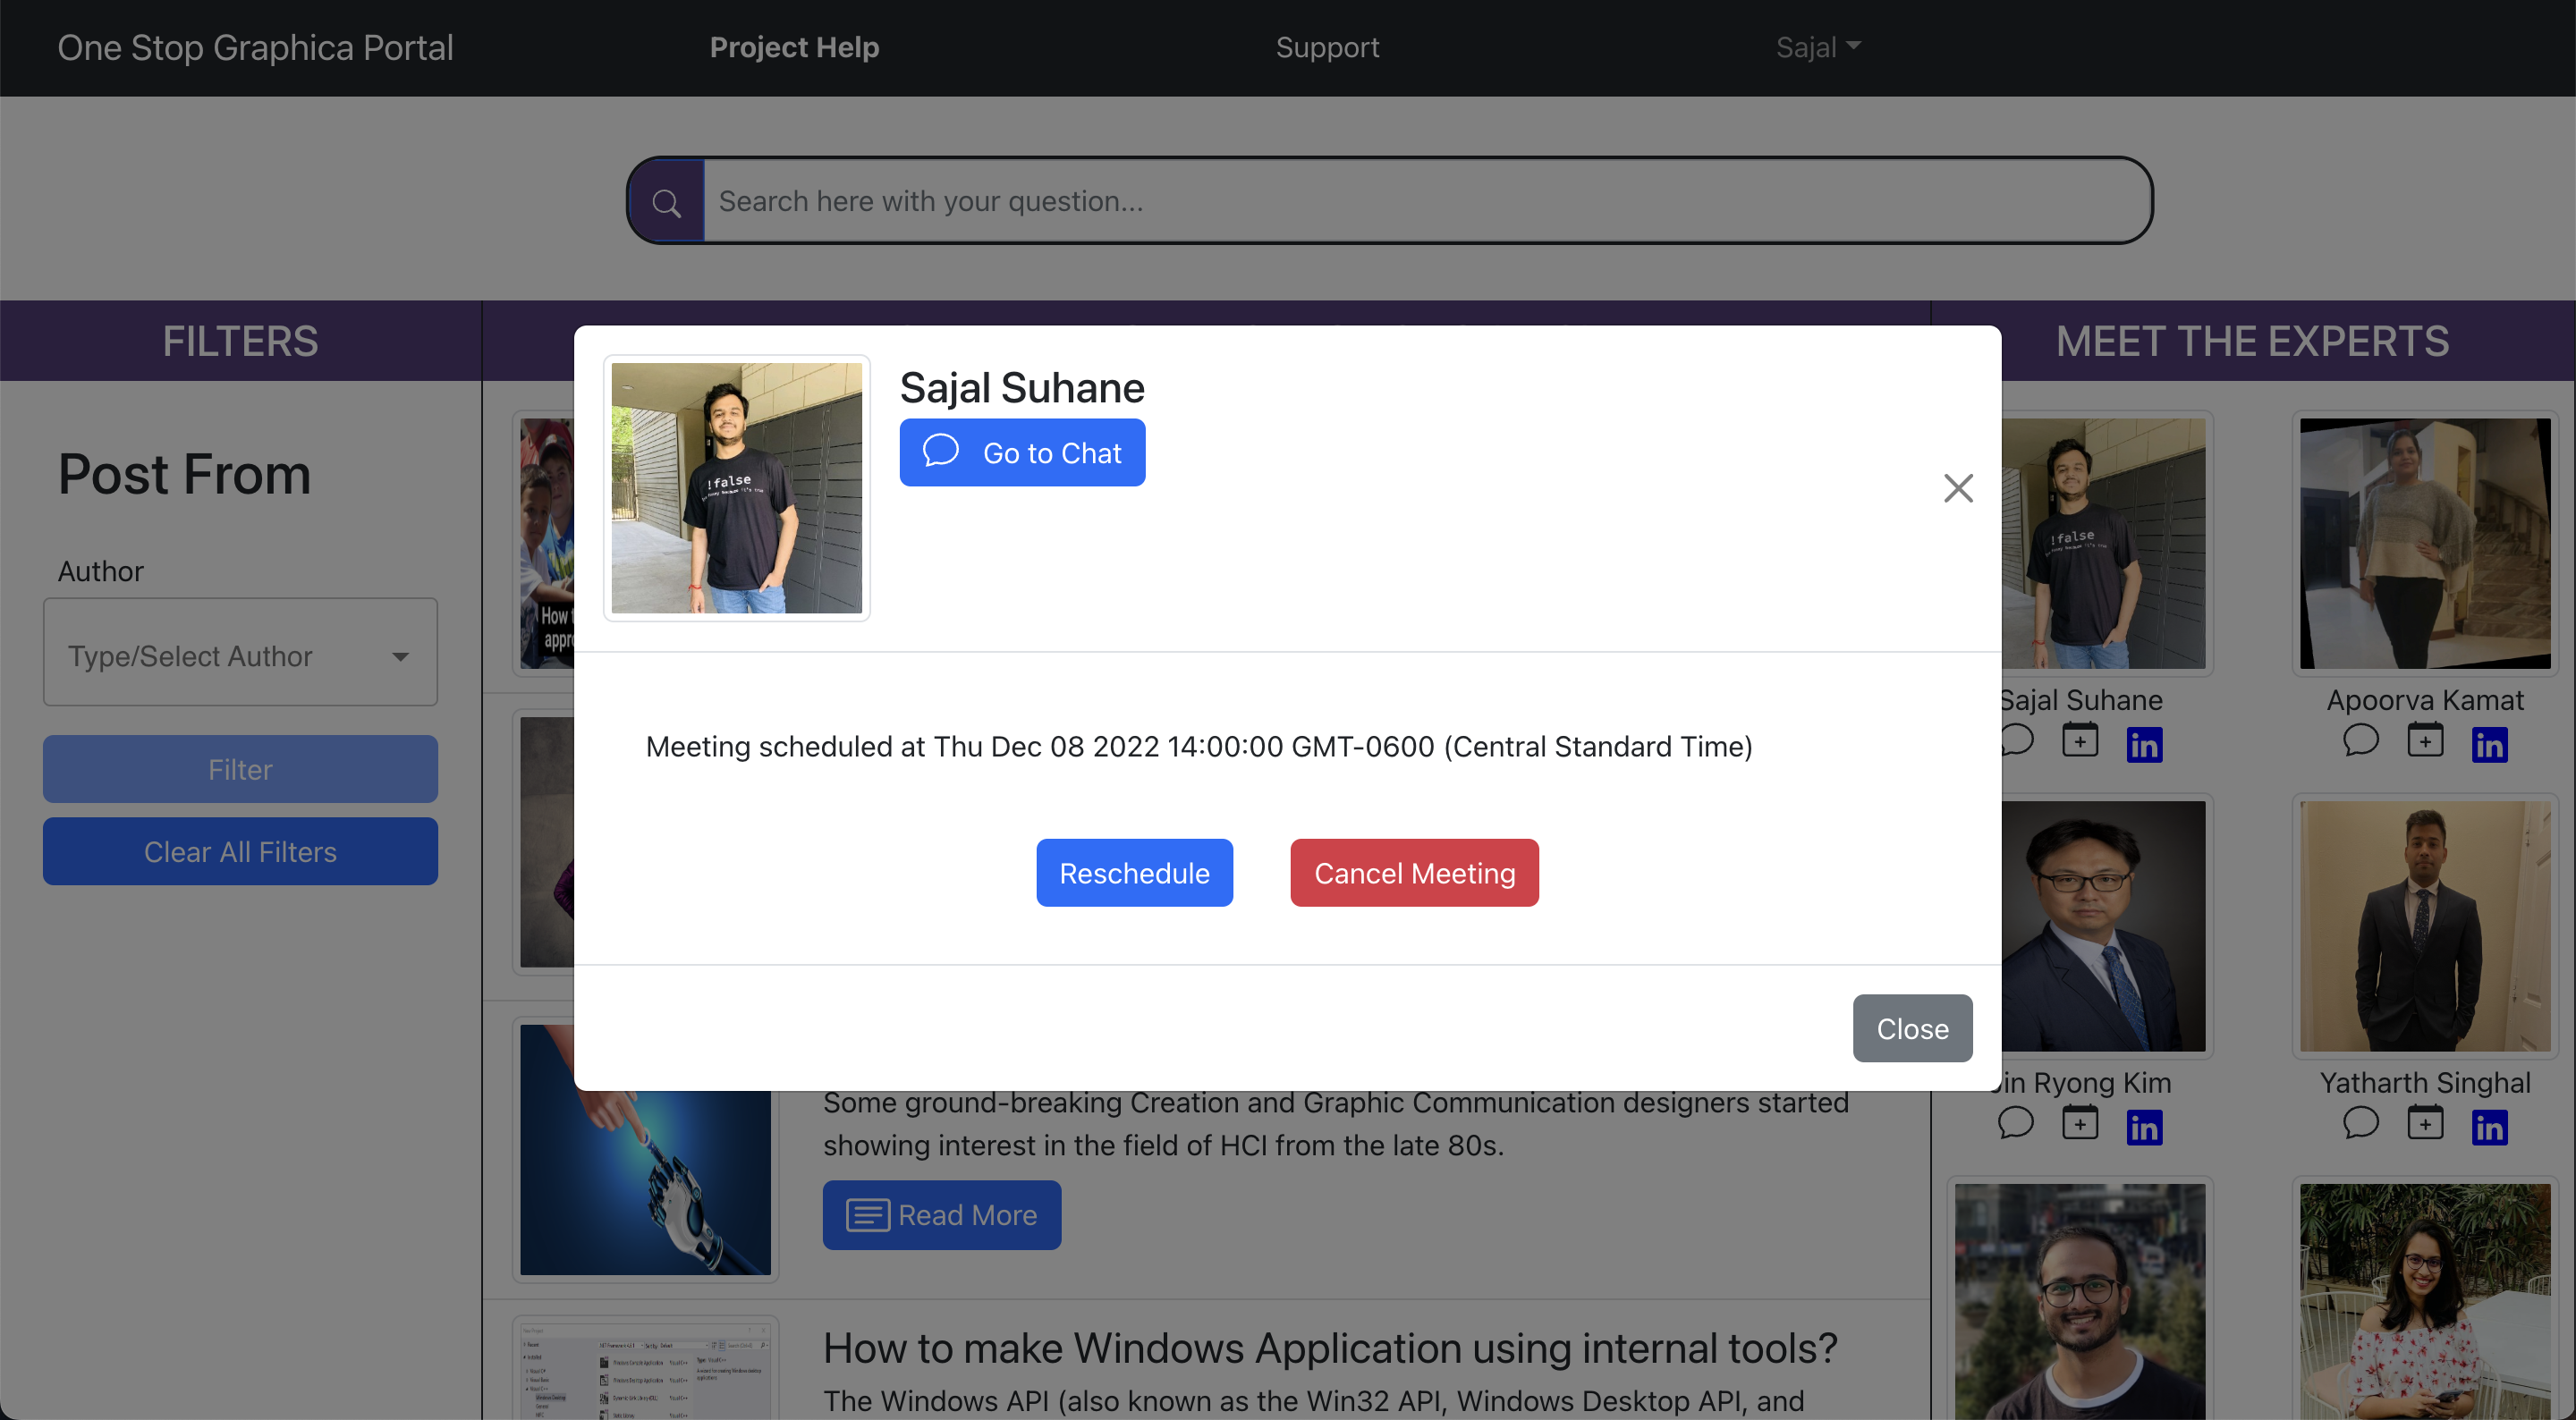 One Stop Graphica Portal
Project Help
Support
Sajal
Search here with your question...
FILTERS
MEET THE EXPERTS
Post From
Author
Type/Select Author
Filter
Clear All Filters
Sajal Suhane
Go to Chat
!false
Meeting scheduled at Thu Dec 08 2022 14:00:00 GMT-0600 (Central Standard Time)
Reschedule
Cancel Meeting
Close
How
appr
Some ground-breaking Creation and Graphic Communication designers started
showing interest in the field of HCI from the late 80s.
Read More
How to make Windows Application using internal tools?
The Windows API (also known as the Win32 API, Windows Desktop API, and
!false
Sajal Suhane
in
Apoorva Kamat
in
in Ryong Kim
in
Yatharth Singhal
in